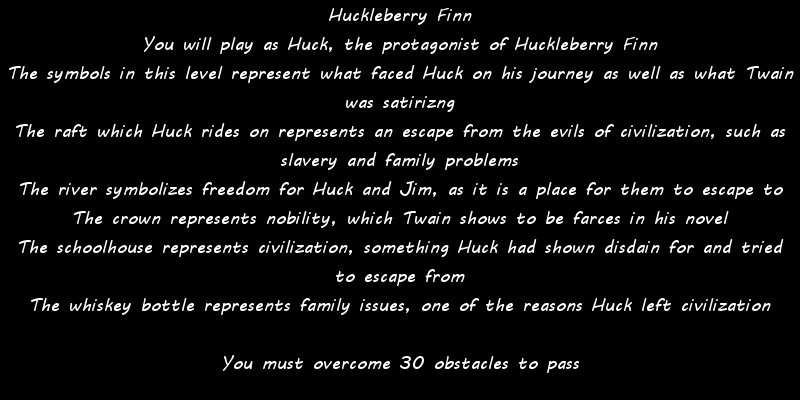 Huckleberry Finn
You will play as Huck, the protagonist of Huckleberry Finn
The symbols in this level represent what faced Huck on his journey as well as what Twain
was satirizng
The raft which Huck rides on represents an escape from the evils of civilization, such as
slavery and family problems
The river symbolizes freedom for Huck and Jim, as it is a place for them to escape to
The crown represents nobility, which Twain shows to be farces in his novel
The schoolhouse represents civilization, something Huck had shown disdain for and tried
to escape from
The whiskey bottle represents family issues, one of the reasons Huck left civilization
You must overcome 30 obstacles to pass